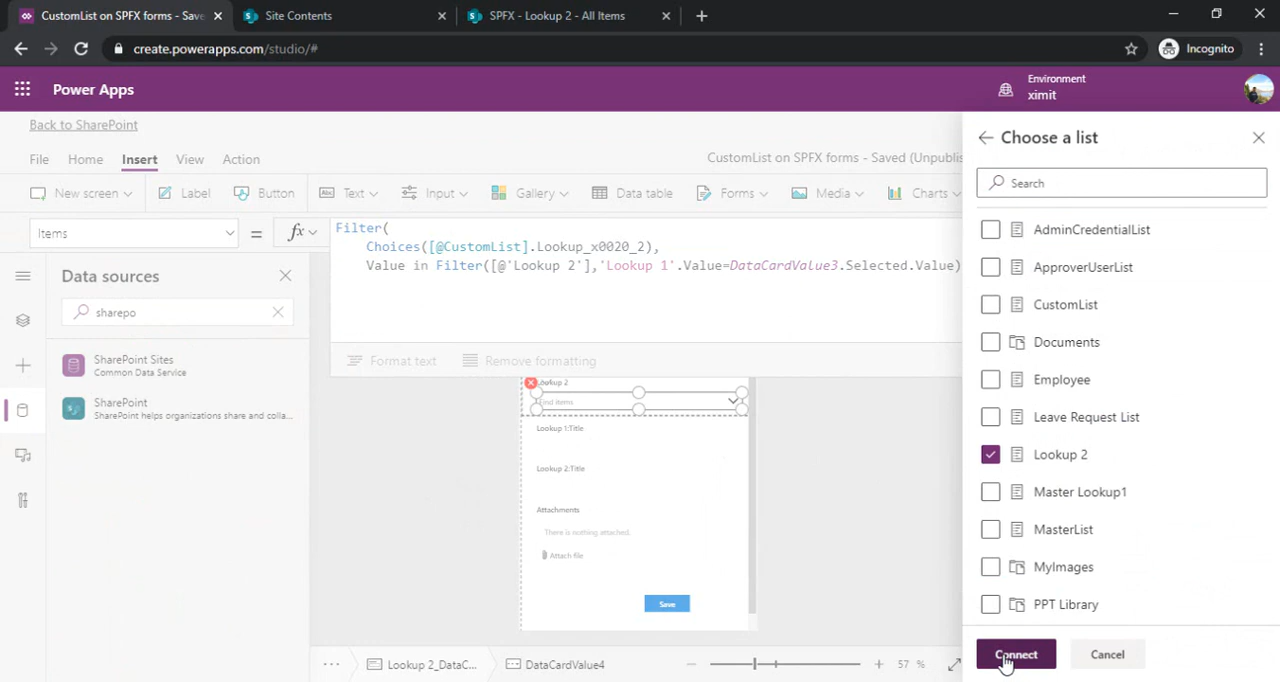 CustomList on SPFX forms - Save
Site Contents
SPFX - Lookup 2 - All Items
create.powerapps.com/studio/#
Incognito
Power Apps
Environment
ximit
Back to SharePoint
File Home Insert View Action
CustomList on SPFX forms - Saved (Unpublis
New screen Label Button Text Input Gallery Data table Forms Media Charts
Items = fx
Filter(
Choices([@CustomList].Lookup_x0020_2),
Value in Filter([@'Lookup 2'],'Lookup 1'.Value=DataCardValue3.Selected.Value)
Format text Remove formatting
Data sources
sharepo
SharePoint Sites
Common Data Service
SharePoint
SharePoint helps organizations share and colla...
Lookup 2
Find items
Lookup 1:Title
Lookup 2:Title
Attachments
There is nothing attached.
Attach file
Save
... Lookup 2_DataC... DataCardValue4
57 %
Choose a list
Search
AdminCredentialList
ApproverUserList
CustomList
Documents
Employee
Leave Request List
Lookup 2
Master Lookup1
MasterList
MyImages
PPT Library
Connect Cancel